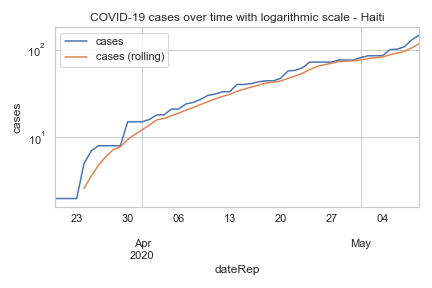 COVID-19 cases over time with logarithmic scale - Haiti
cases
cases (rolling)
10²
10¹
cases
23 30 06 13 20 27 04
Apr May
2020
dateRep